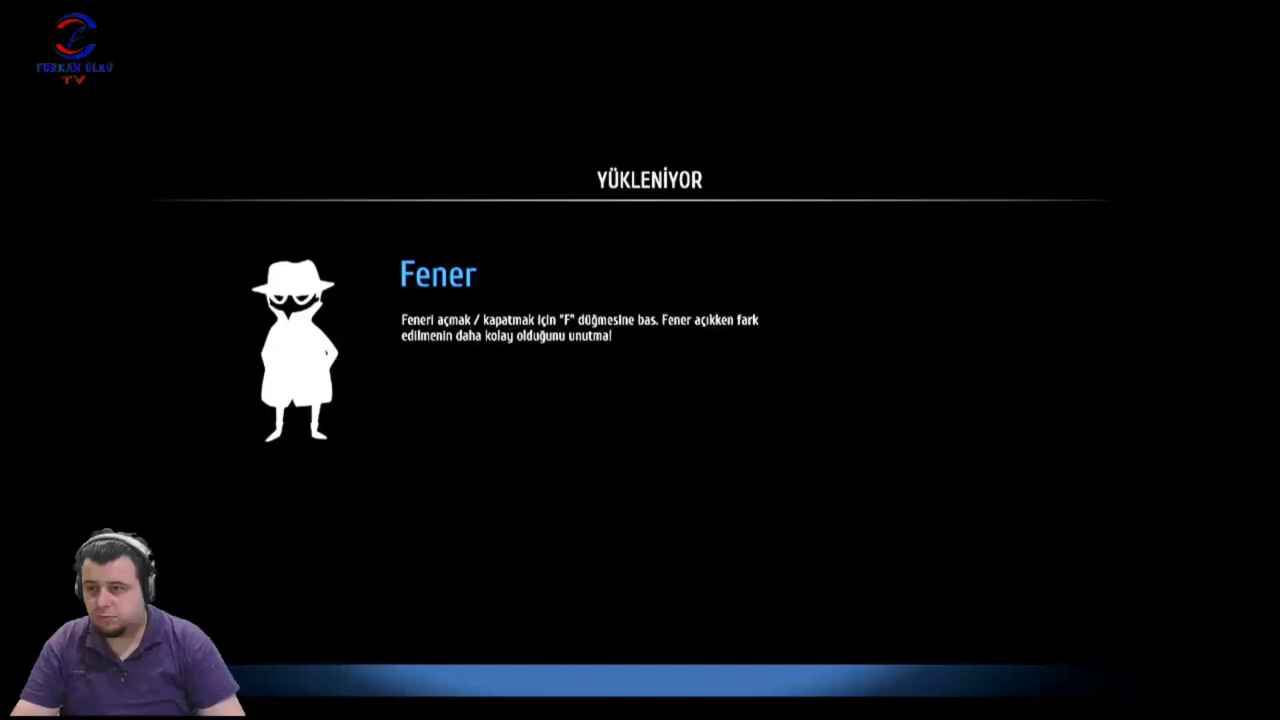 FURKAN ÜLKÜ
TV
YÜKLENİYOR
Fener
Feneri açmak / kapatmak için "F" düğmesine bas. Fener açıkken fark
edilmenin daha kolay olduğunu unutma!